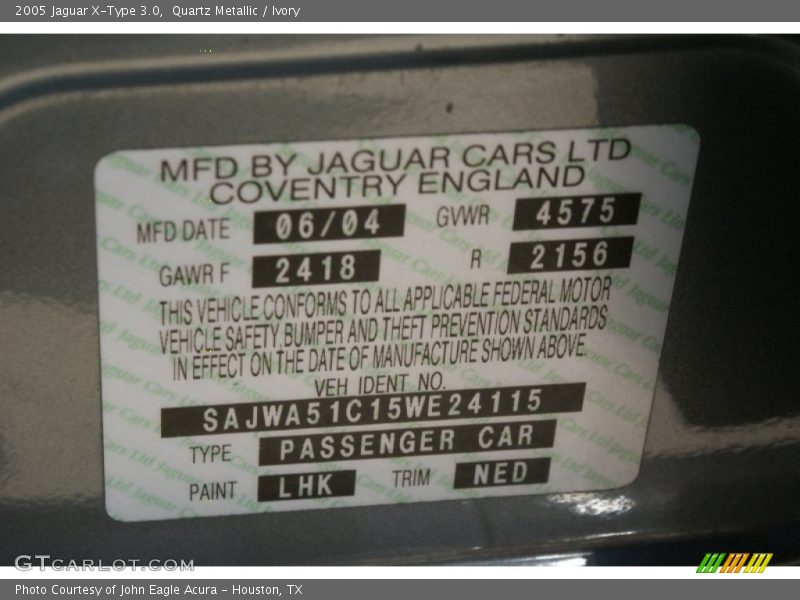 2005 Jaguar X-Type 3.0,  Quartz Metallic / Ivory
MFD BY JAGUAR CARS LTD
COVENTRY ENGLAND
MFD DATE 06/04 GVWR 4575
GAWR F 2418 R 2156
THIS VEHICLE CONFORMS TO ALL APPLICABLE FEDERAL MOTOR
VEHICLE SAFETY,BUMPER AND THEFT PREVENTION STANDARDS
IN EFFECT ON THE DATE OF MANUFACTURE SHOWN ABOVE.
VEH IDENT NO.
SAJWA51C15WE24115
TYPE PASSENGER CAR
PAINT LHK TRIM NED
GTCARLOT.COM
Photo Courtesy of John Eagle Acura - Houston, TX